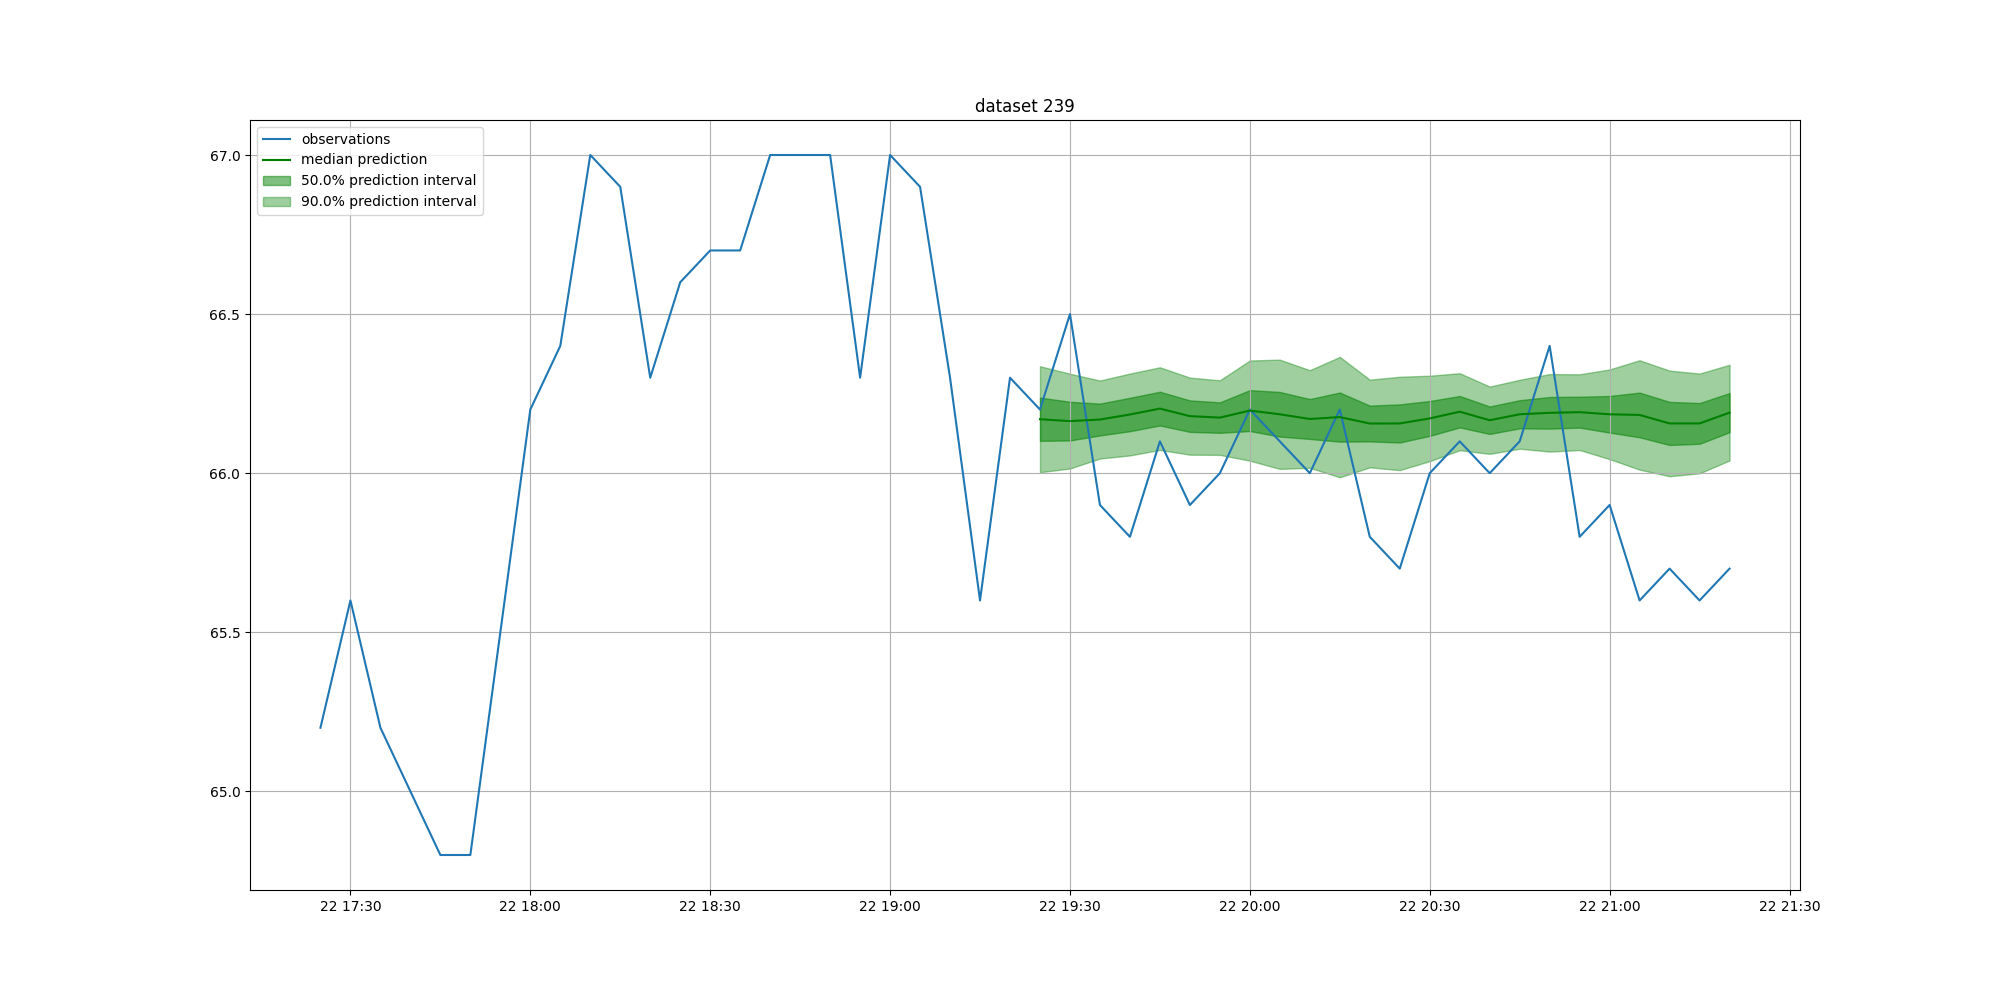 dataset 239
observations
median prediction
50.0% prediction interval
90.0% prediction interval
67.0
66.5
66.0
65.5
65.0
22 17:30
22 18:00
22 18:30
22 19:00
22 19:30
22 20:00
22 20:30
22 21:00
22 21:30